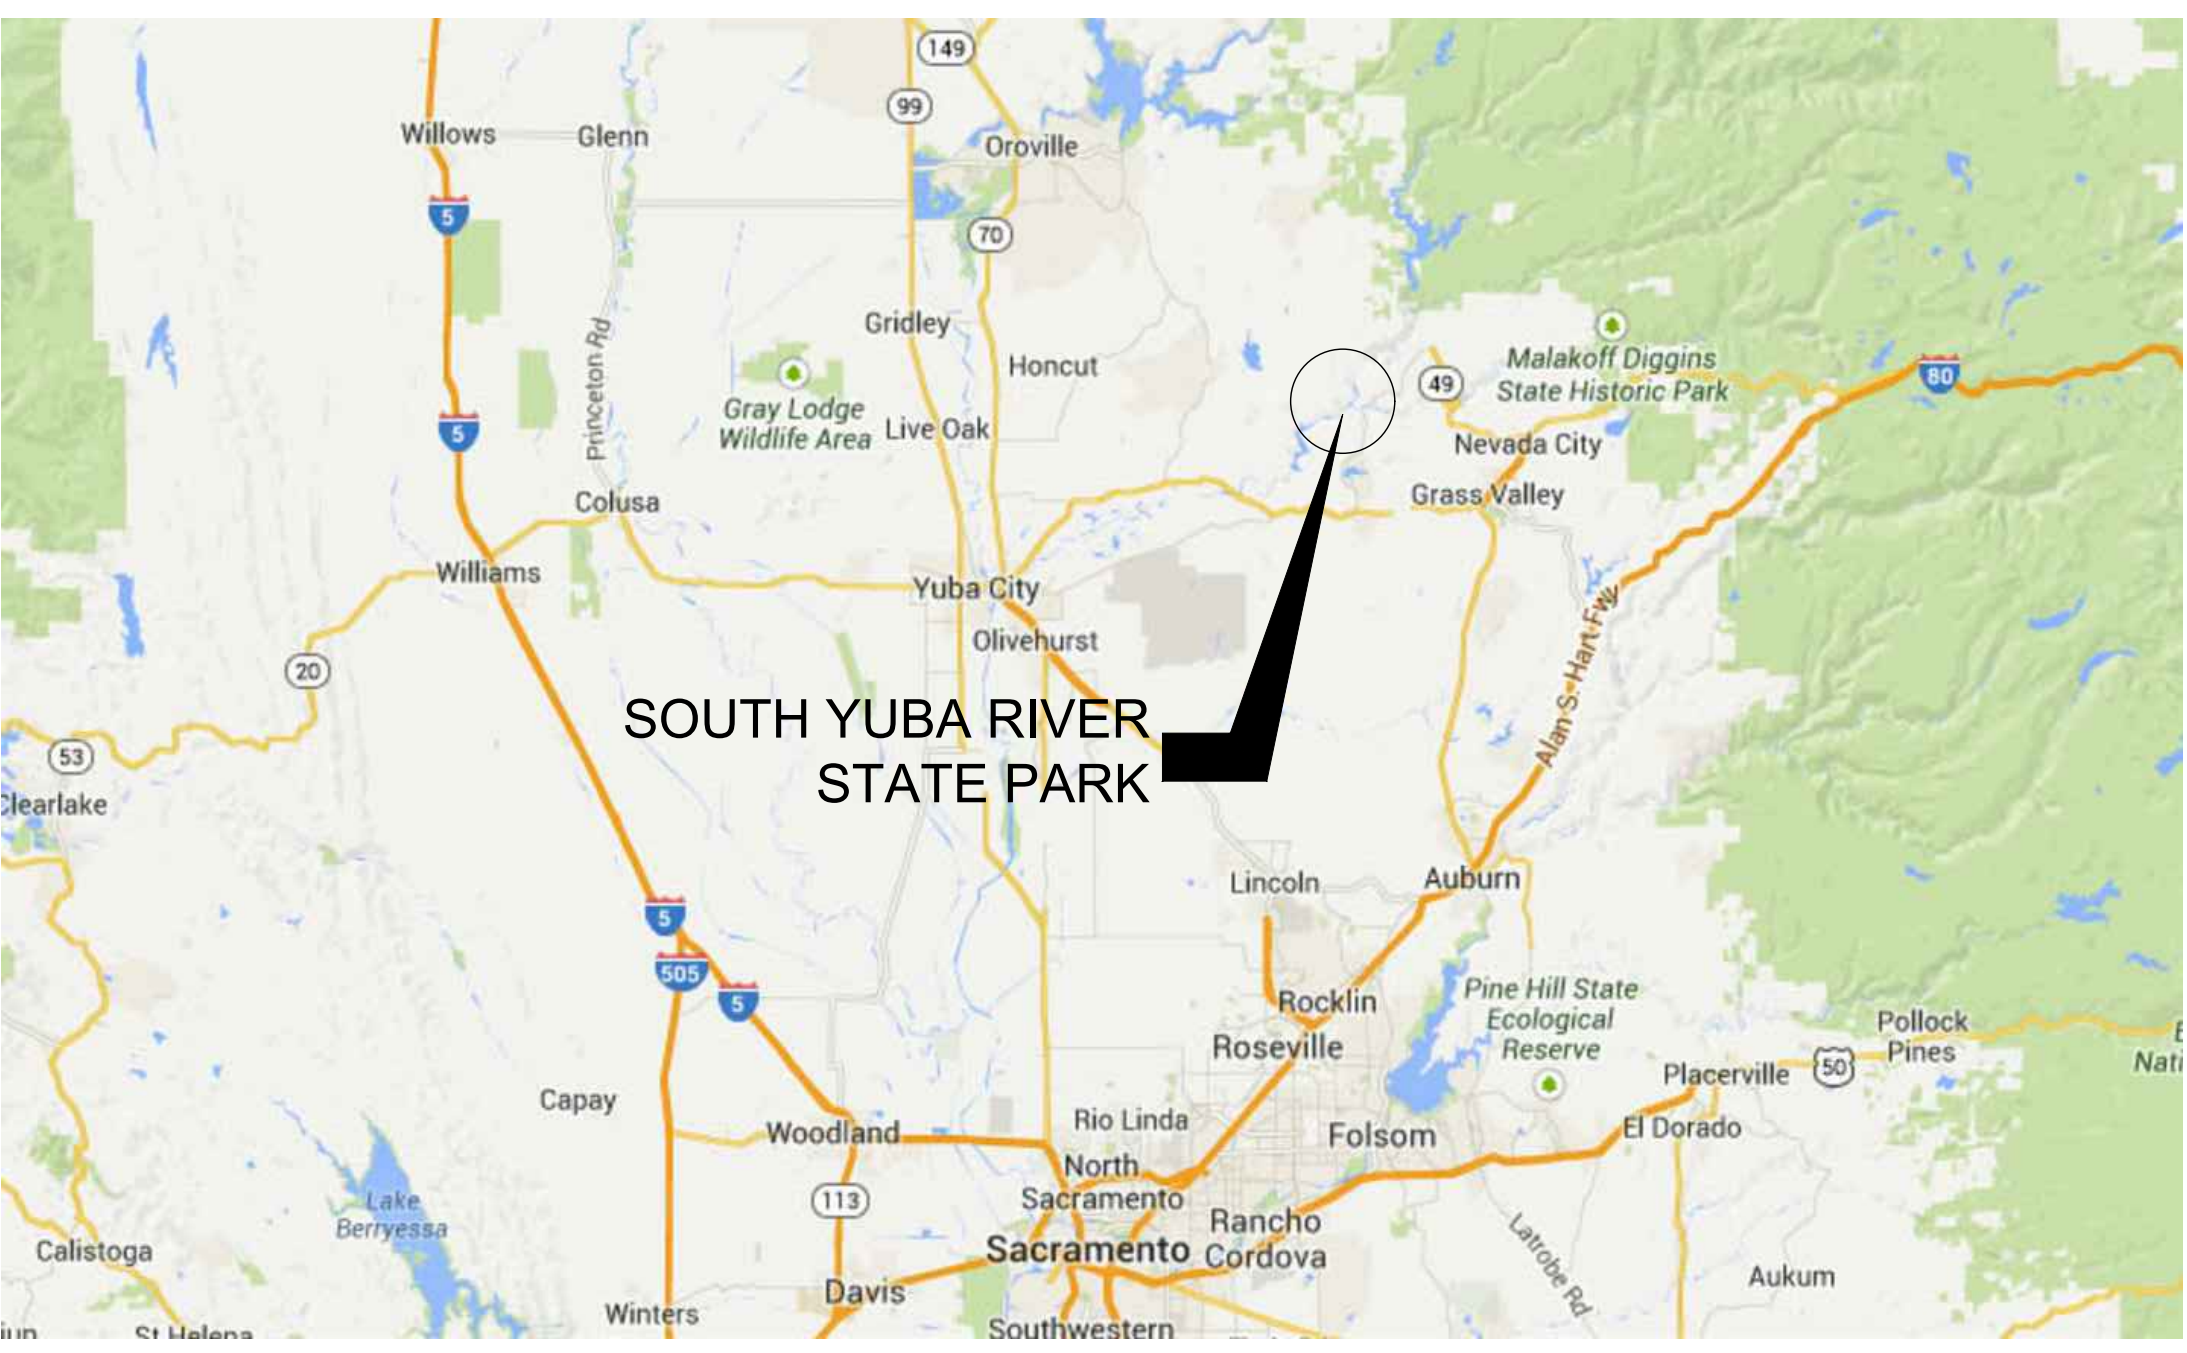 149
99
Willows
Glenn
Oroville
5
70
Gridley
Princeton Rd
Honcut
Malakoff Diggins
State Historic Park
80
49
Gray Lodge
Wildlife Area
Live Oak
5
Nevada City
Colusa
Grass Valley
Williams
Yuba City
Olivehurst
20
Alan S. Hart Fwy
SOUTH YUBA RIVER
STATE PARK
53
Clearlake
Lincoln
Auburn
5
505
5
Rocklin
Pine Hill State
Ecological
Reserve
Roseville
Pollock
Pines
50
Placerville
Nati
Capay
Rio Linda
Woodland
Folsom
El Dorado
North
Sacramento
113
Lake
Berryessa
Rancho
Cordova
Sacramento
Latrobe Rd
Calistoga
Aukum
Davis
Winters
St Helena
Southwestern